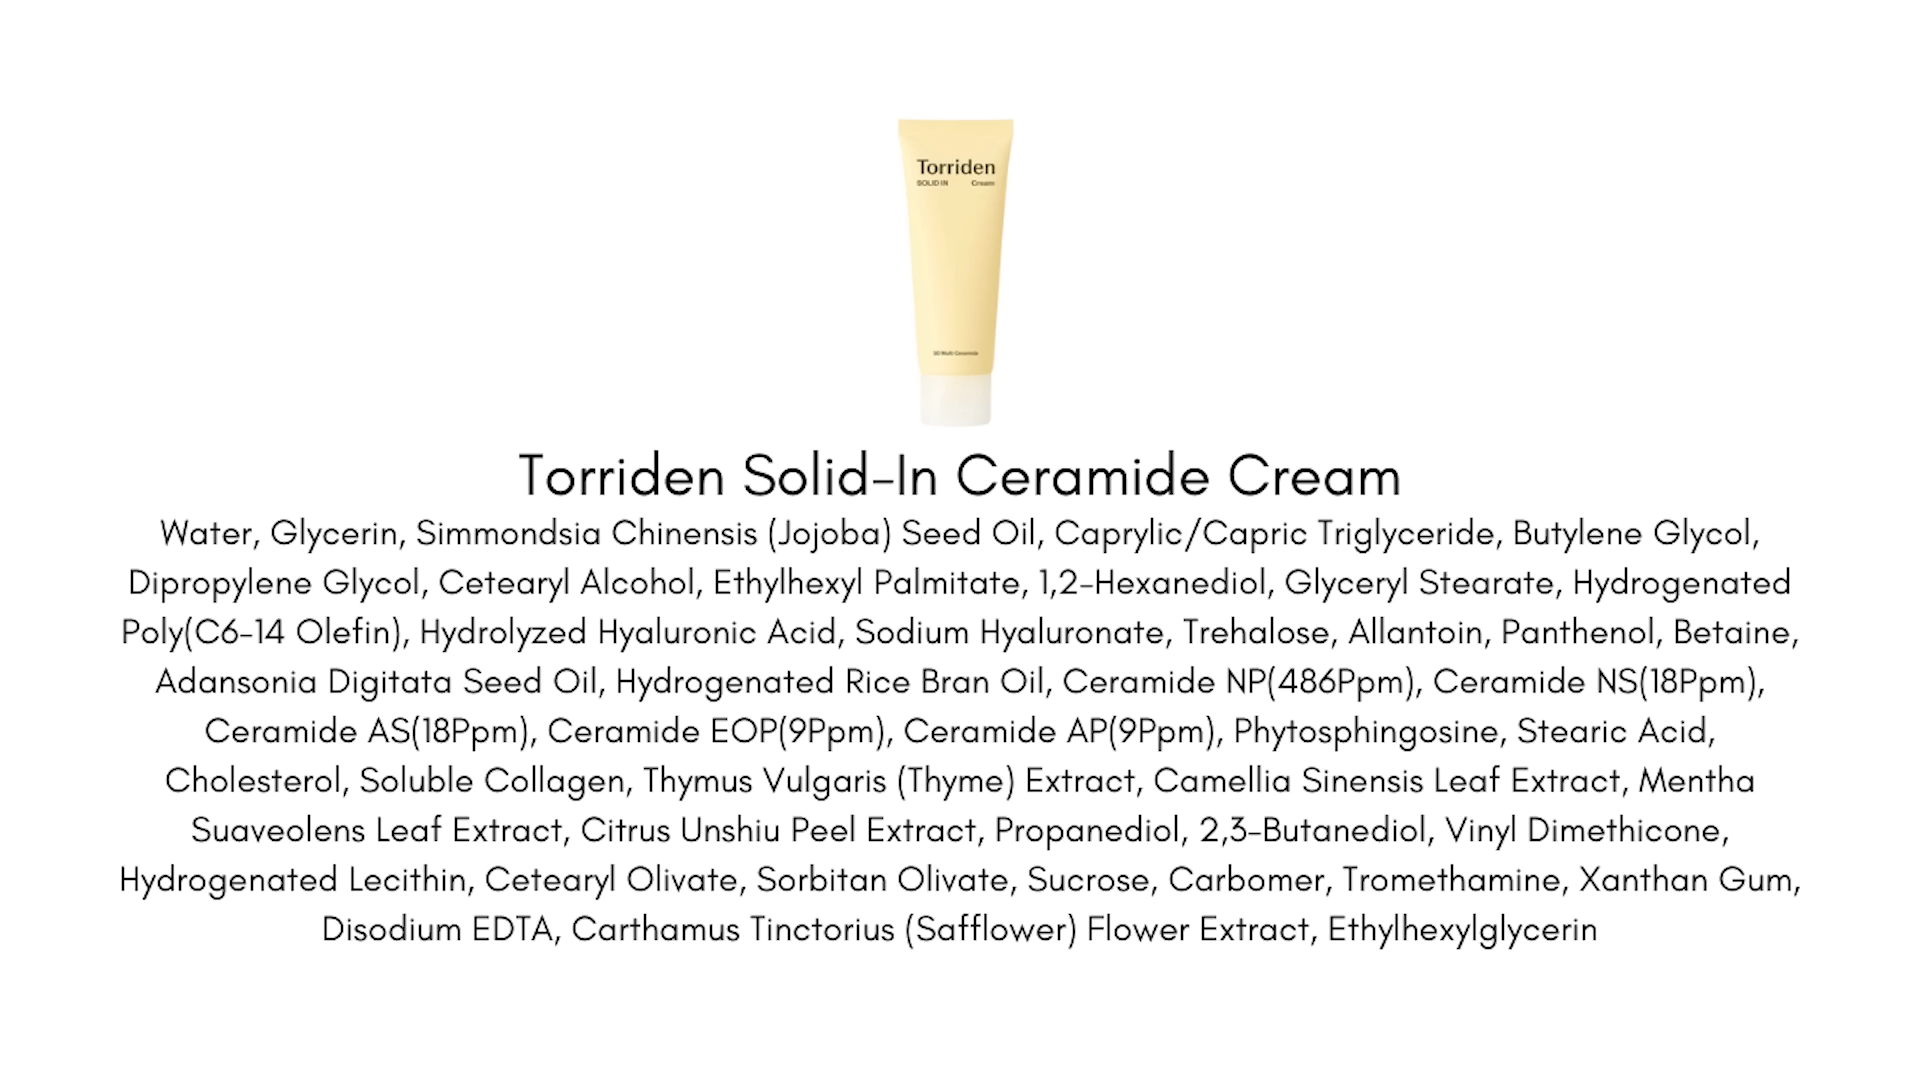 Torriden
SOLID IN Cream
5D Multi Ceramide
Torriden Solid-In Ceramide Cream
Water, Glycerin, Simmondsia Chinensis (Jojoba) Seed Oil, Caprylic/Capric Triglyceride, Butylene Glycol,
Dipropylene Glycol, Cetearyl Alcohol, Ethylhexyl Palmitate, 1,2-Hexanediol, Glyceryl Stearate, Hydrogenated
Poly(C6-14 Olefin), Hydrolyzed Hyaluronic Acid, Sodium Hyaluronate, Trehalose, Allantoin, Panthenol, Betaine,
Adansonia Digitata Seed Oil, Hydrogenated Rice Bran Oil, Ceramide NP(486Ppm), Ceramide NS(18Ppm),
Ceramide AS(18Ppm), Ceramide EOP(9Ppm), Ceramide AP(9Ppm), Phytosphingosine, Stearic Acid,
Cholesterol, Soluble Collagen, Thymus Vulgaris (Thyme) Extract, Camellia Sinensis Leaf Extract, Mentha
Suaveolens Leaf Extract, Citrus Unshiu Peel Extract, Propanediol, 2,3-Butanediol, Vinyl Dimethicone,
Hydrogenated Lecithin, Cetearyl Olivate, Sorbitan Olivate, Sucrose, Carbomer, Tromethamine, Xanthan Gum,
Disodium EDTA, Carthamus Tinctorius (Safflower) Flower Extract, Ethylhexylglycerin